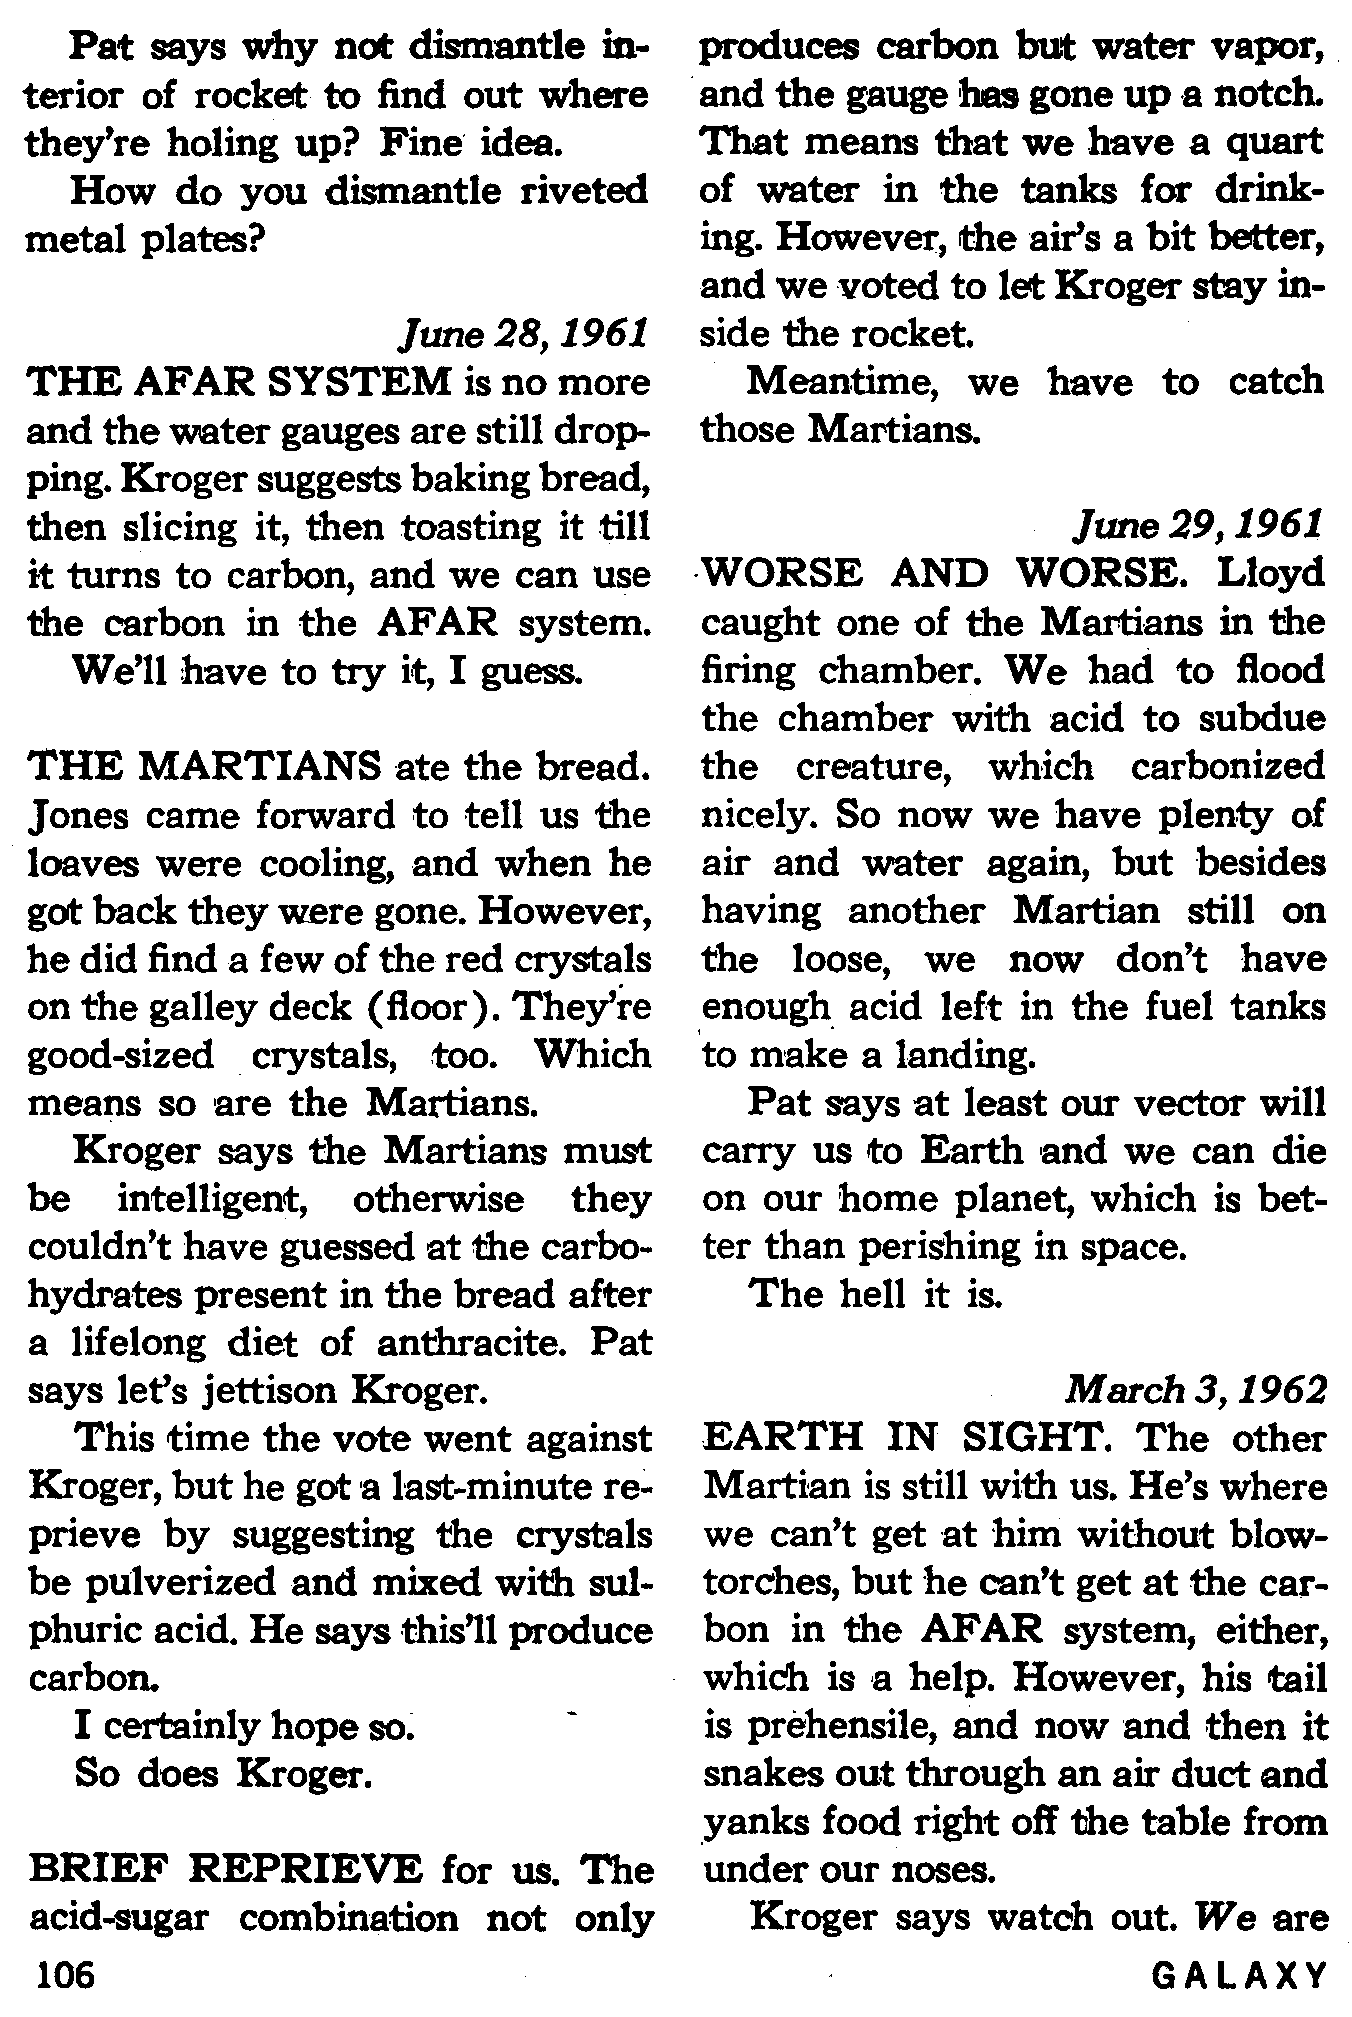 Pat says why not dismantle in-
terior of rocket to find out where
they're holing up? Fine idea.
How do you dismantle riveted
metal plates?
June 28, 1961
THE AFAR SYSTEM is no more
and the water gauges are still drop-
ping. Kroger suggests baking bread,
then slicing it, then toasting it till
it turns to carbon, and we can use
the carbon in the AFAR system.
We'll have to try it, I guess.
THE MARTIANS ate the bread.
Jones came forward to tell us the
loaves were cooling, and when he
got back they were gone. However,
he did find a few of the red crystals
on the galley deck (floor). They're
good-sized crystals, too. Which
means so are the Martians.
Kroger says the Martians must
be intelligent, otherwise they
couldn't have guessed at the carbo-
hydrates present in the bread after
a lifelong diet of anthracite. Pat
says let's jettison Kroger.
This time the vote went against
Kroger, but he got a last-minute re-
prieve by suggesting the crystals
be pulverized and mixed with sul-
phuric acid. He says this'll produce
carbon.
I certainly hope so.
So does Kroger.
BRIEF REPRIEVE for us. The
acid-sugar combination not only
produces carbon but water vapor,
and the gauge has gone up a notch.
That means that we have a quart
of water in the tanks for drink-
ing. However, the air's a bit better,
and we voted to let Kroger stay in-
side the rocket.
Meantime, we have to catch
those Martians.
June 29, 1961
WORSE AND WORSE. Lloyd
caught one of the Martians in the
firing chamber. We had to flood
the chamber with acid to subdue
the creature, which carbonized
nicely. So now we have plenty of
air and water again, but besides
having another Martian still on
the loose, we now don't have
enough acid left in the fuel tanks
to make a landing.
Pat says at least our vector will
carry us to Earth and we can die
on our home planet, which is bet-
ter than perishing in space.
The hell it is.
March 3, 1962
EARTH IN SIGHT. The other
Martian is still with us. He's where
we can't get at him without blow-
torches, but he can't get at the car-
bon in the AFAR system, either,
which is a help. However, his tail
is prehensile, and now and then it
snakes out through an air duct and
yanks food right off the table from
under our noses.
Kroger says watch out. We are
106
GALAXY